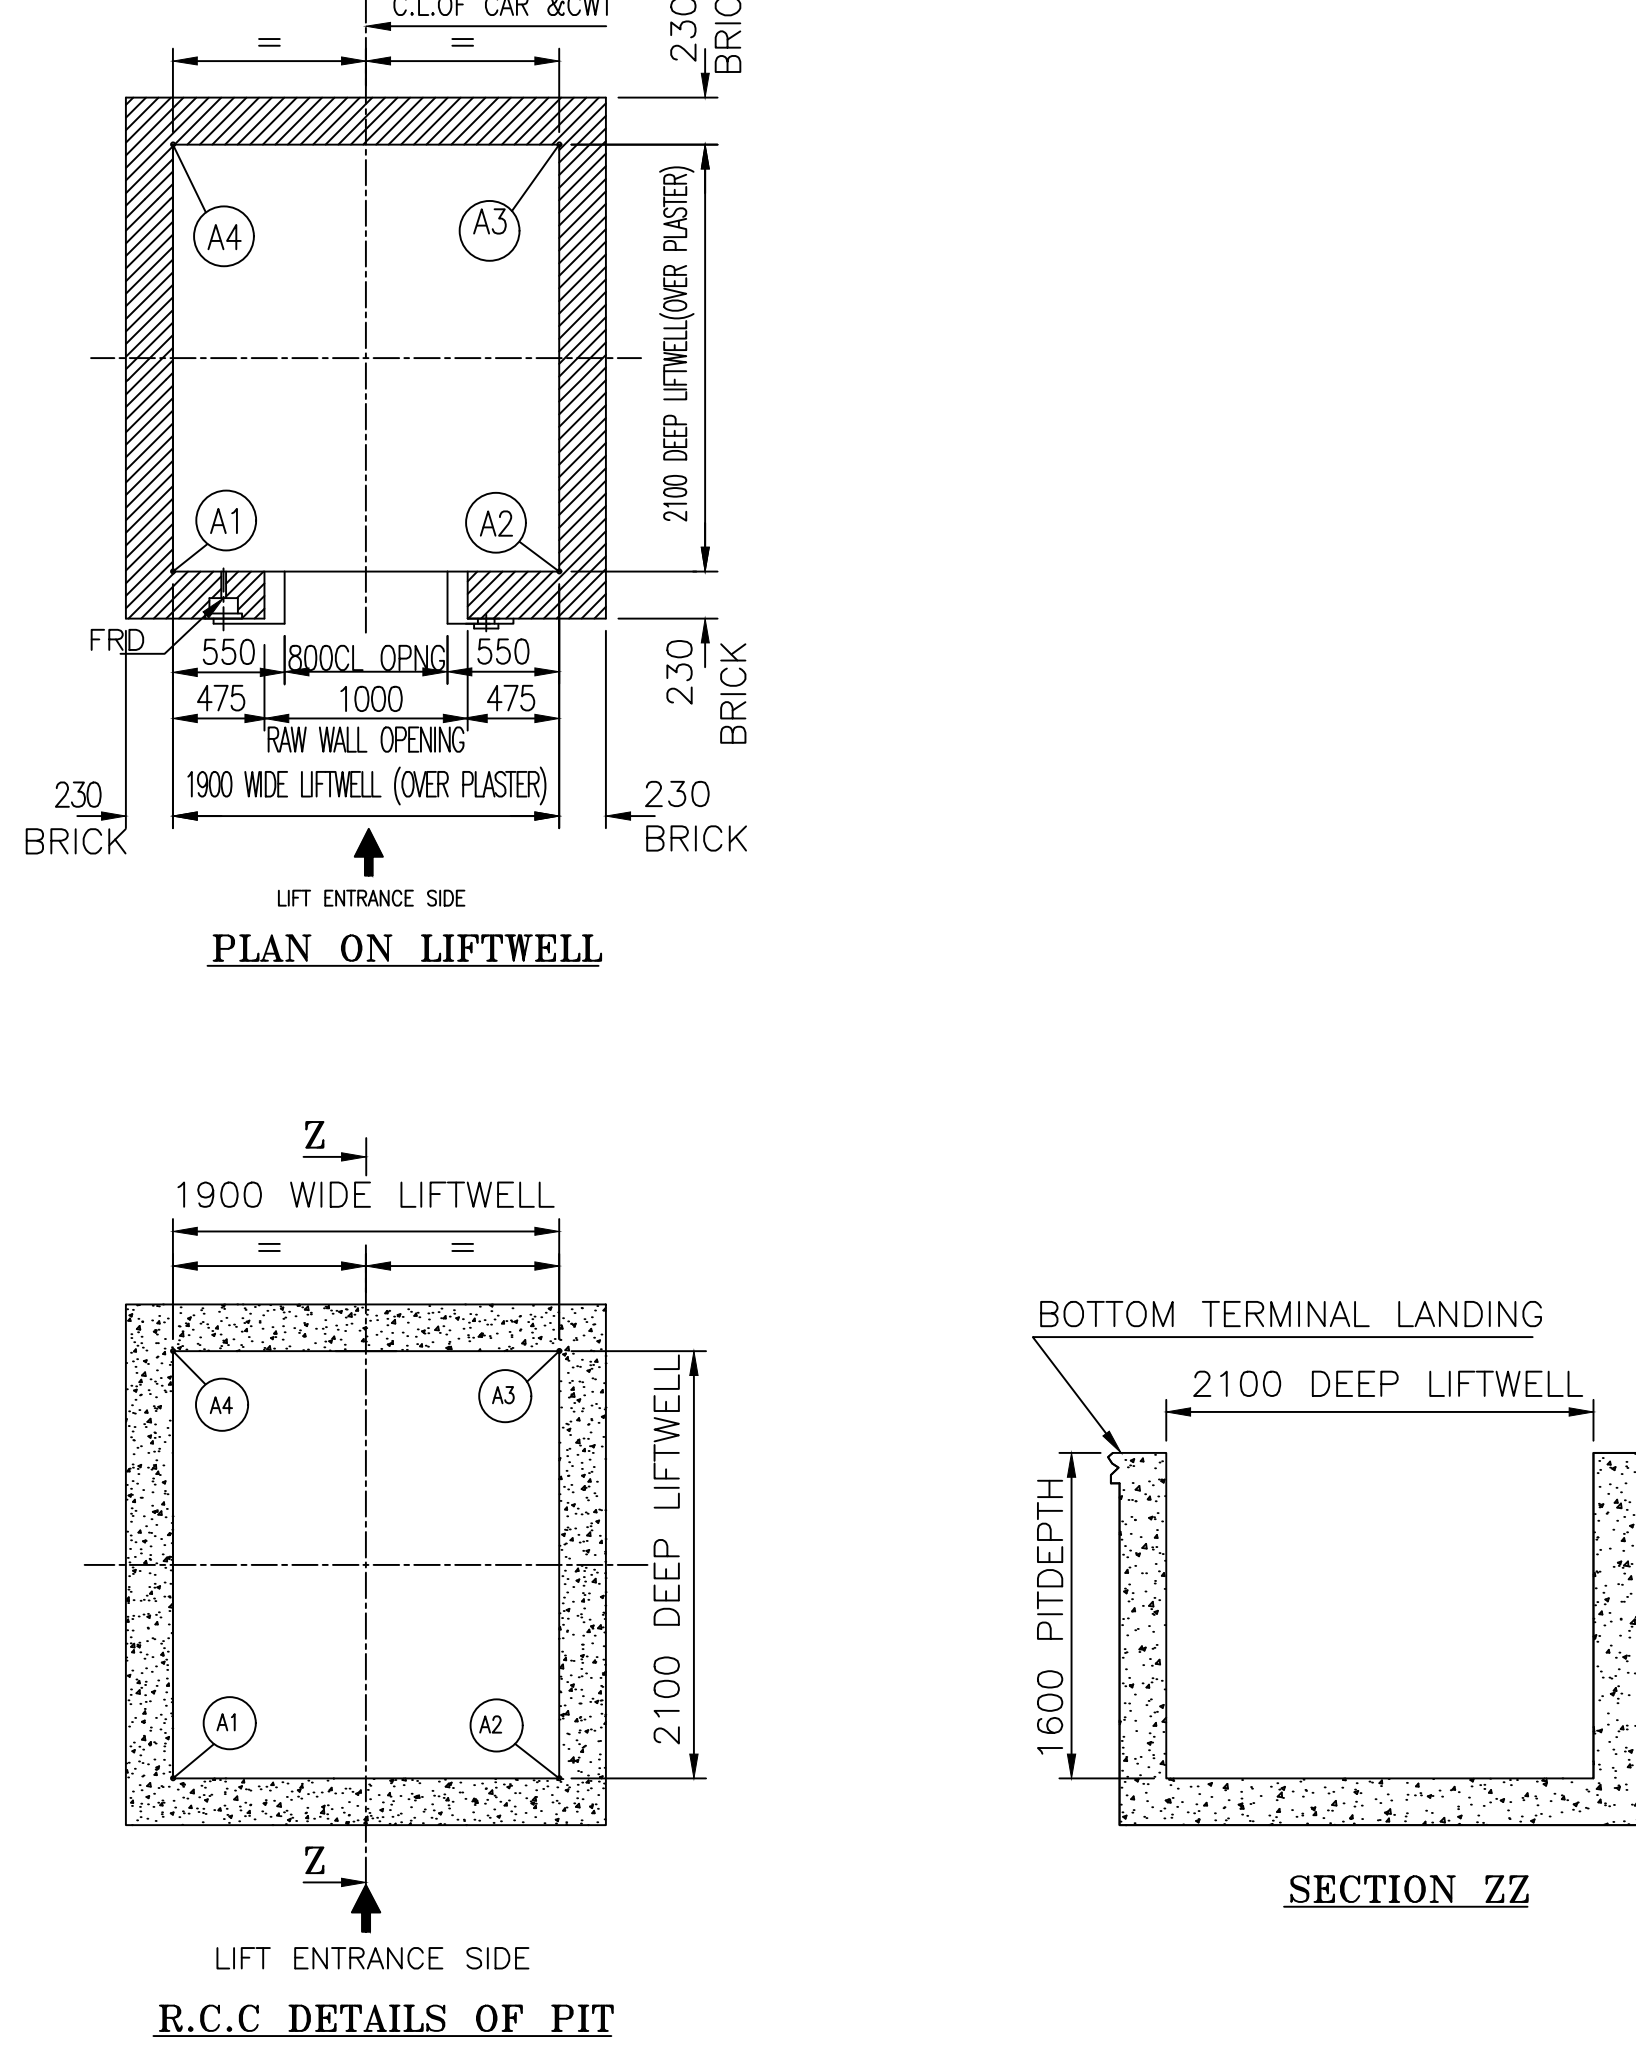 C.L.OF CAR &CWT
=
=
230
BRIC
A4
A3
2100 DEEP LIFTWELL(OVER PLASTER)
A1
A2
FRD
550
800CL OPNG
550
475
1000
475
RAW WALL OPENING
1900 WIDE LIFTWELL (OVER PLASTER)
230
BRICK
230
BRICK
230
BRICK
LIFT ENTRANCE SIDE
PLAN ON LIFTWELL
Z
1900 WIDE LIFTWELL
=
=
A4
A3
2100 DEEP LIFTWELL
A1
A2
Z
LIFT ENTRANCE SIDE
R.C.C DETAILS OF PIT
BOTTOM TERMINAL LANDING
2100 DEEP LIFTWELL
1600 PITDEPTH
SECTION ZZ